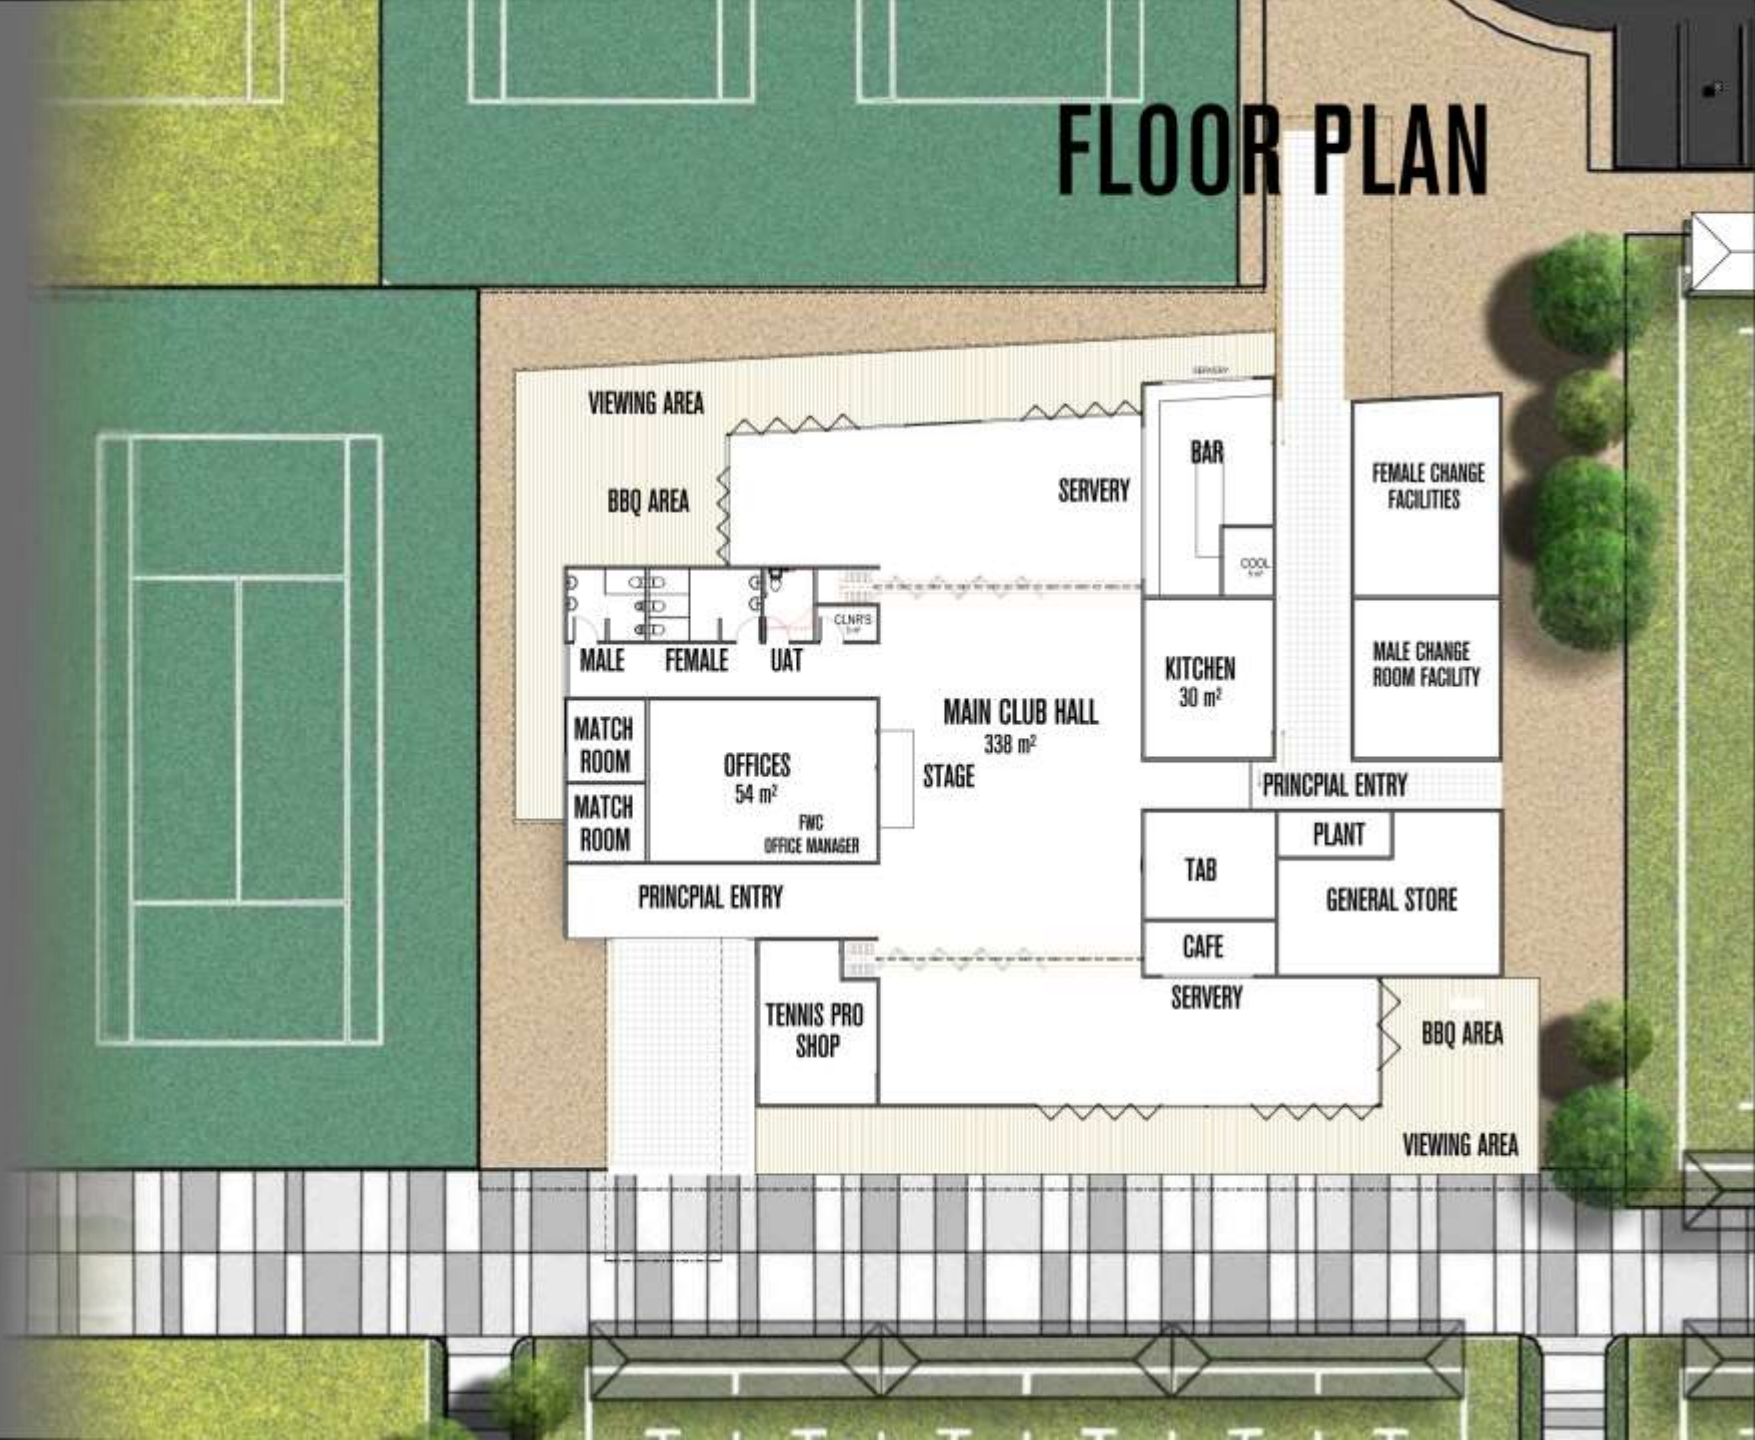 FLOOR PLAN
SERVERY
VIEWING AREA
BAR
FEMALE CHANGE
FACILITIES
BBQ AREA
SERVERY
COOL
CLNR'S
MALE
FEMALE
UAT
KITCHEN
30 m²
MALE CHANGE
ROOM FACILITY
MATCH
ROOM
OFFICES
54 m²
MAIN CLUB HALL
338 m²
STAGE
PRINCPIAL ENTRY
MATCH
ROOM
FWC
OFFICE MANAGER
PLANT
TAB
GENERAL STORE
PRINCPIAL ENTRY
CAFE
SERVERY
TENNIS PRO
SHOP
BBQ AREA
VIEWING AREA